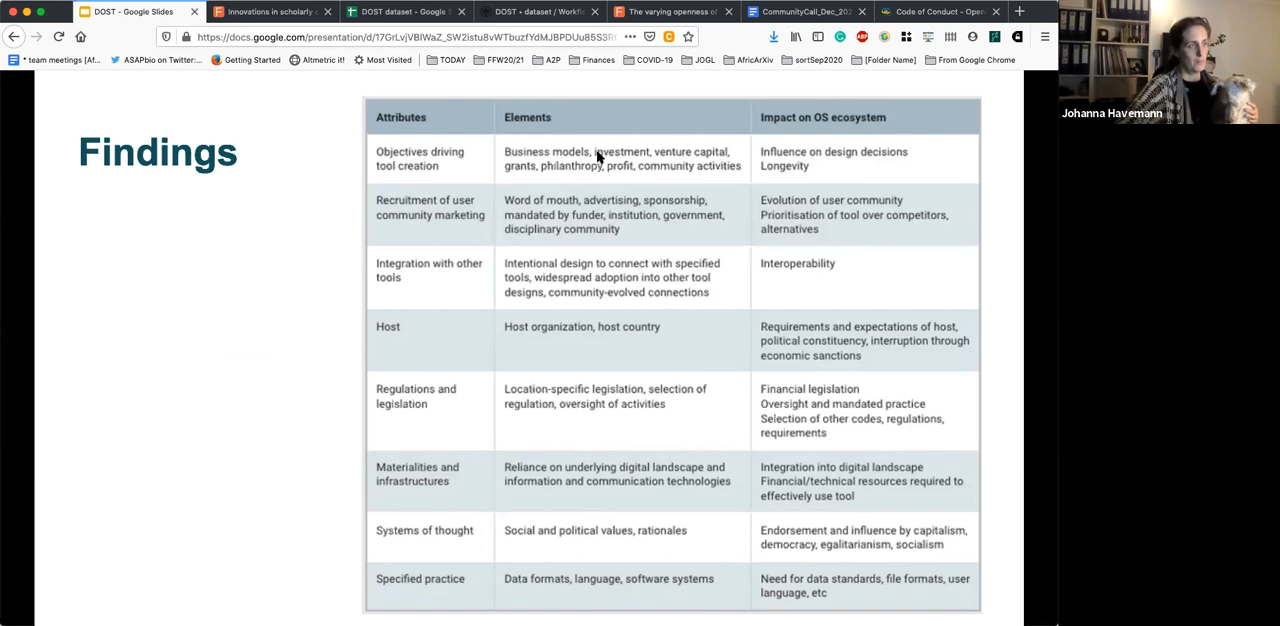 DOST - Google Slides
Innovations in scholarly c
DOST dataset - Google S
DOST + dataset / Workfl
The varying openness of
CommunityCall_Dec_202
Code of Conduct - Open
https://docs.google.com/presentation/d/17GrLvjVBIWaZ_SW2istu8vWTbuzfYdMJBPDUu85S3R
* team meetings [Af...
ASAPbio on Twitter:...
Getting Started
Altmetric it!
Most Visited
TODAY
FFW20/21
A2P
Finances
COVID-19
JOGL
AfricArXiv
sortSep2020
[Folder Name]
From Google Chrome
Johanna Havemann
Findings
Attributes Elements Impact on OS ecosystem
Objectives driving
tool creation
Business models, investment, venture capital,
grants, philanthropy, profit, community activities
Influence on design decisions
Longevity
Recruitment of user
community marketing
Word of mouth, advertising, sponsorship,
mandated by funder, institution, government,
disciplinary community
Evolution of user community
Prioritisation of tool over competitors,
alternatives
Integration with other
tools
Intentional design to connect with specified
tools, widespread adoption into other tool
designs, community-evolved connections
Interoperability
Host
Host organization, host country
Requirements and expectations of host,
political constituency, interruption through
economic sanctions
Regulations and
legislation
Location-specific legislation, selection of
regulation, oversight of activities
Financial legislation
Oversight and mandated practice
Selection of other codes, regulations,
requirements
Materialities and
infrastructures
Reliance on underlying digital landscape and
information and communication technologies
Integration into digital landscape
Financial/technical resources required to
effectively use tool
Systems of thought
Social and political values, rationales
Endorsement and influence by capitalism,
democracy, egalitarianism, socialism
Specified practice
Data formats, language, software systems
Need for data standards, file formats, user
language, etc